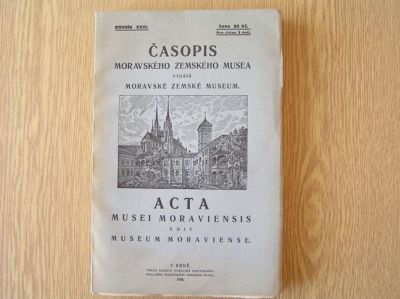 ROČNÍK XXIV.
Cena 80 Kč.
ČASOPIS
MORAVSKÉHO ZEMSKÉHO MUSEA
VYDÁVÁ
MORAVSKÉ ZEMSKÉ MUSEUM.
ACTA
MUSEI MORAVIENSIS
EDIT
MUSEUM MORAVIENSE.
V BRNĚ.